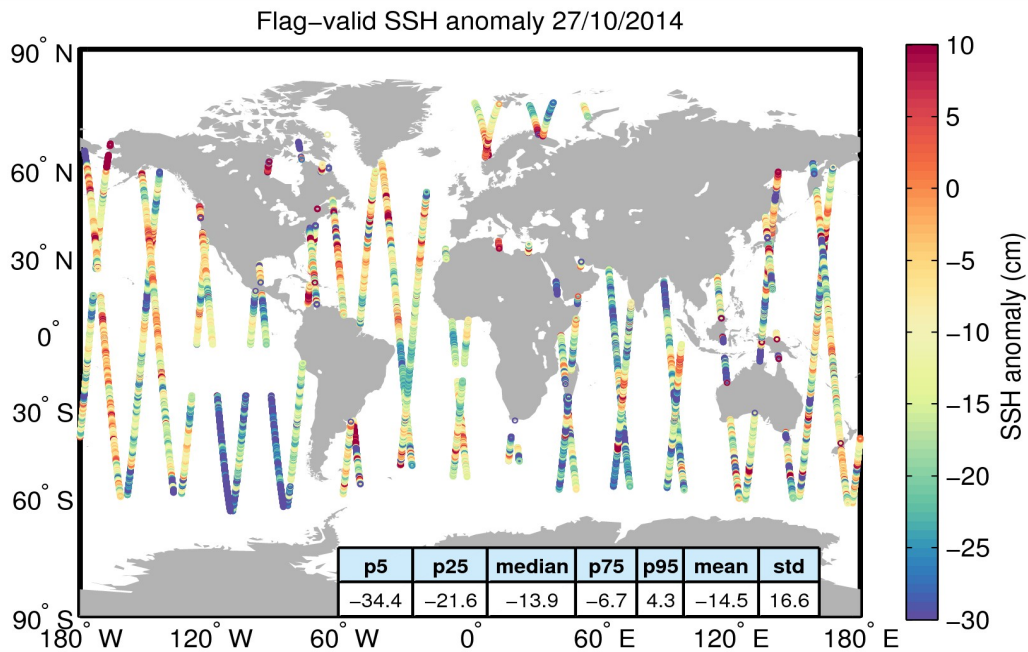 Flag−valid SSH anomaly 27/10/2014
90° N
60° N
30° N
0°
30° S
60° S
90° S
180° W
120° W
60° W
0°
60° E
120° E
180° E
p5 p25 median p75 p95 mean std
−34.4 −21.6 −13.9 −6.7 4.3 −14.5 16.6
10
5
0
−5
−10
−15
−20
−25
−30
SSH anomaly (cm)